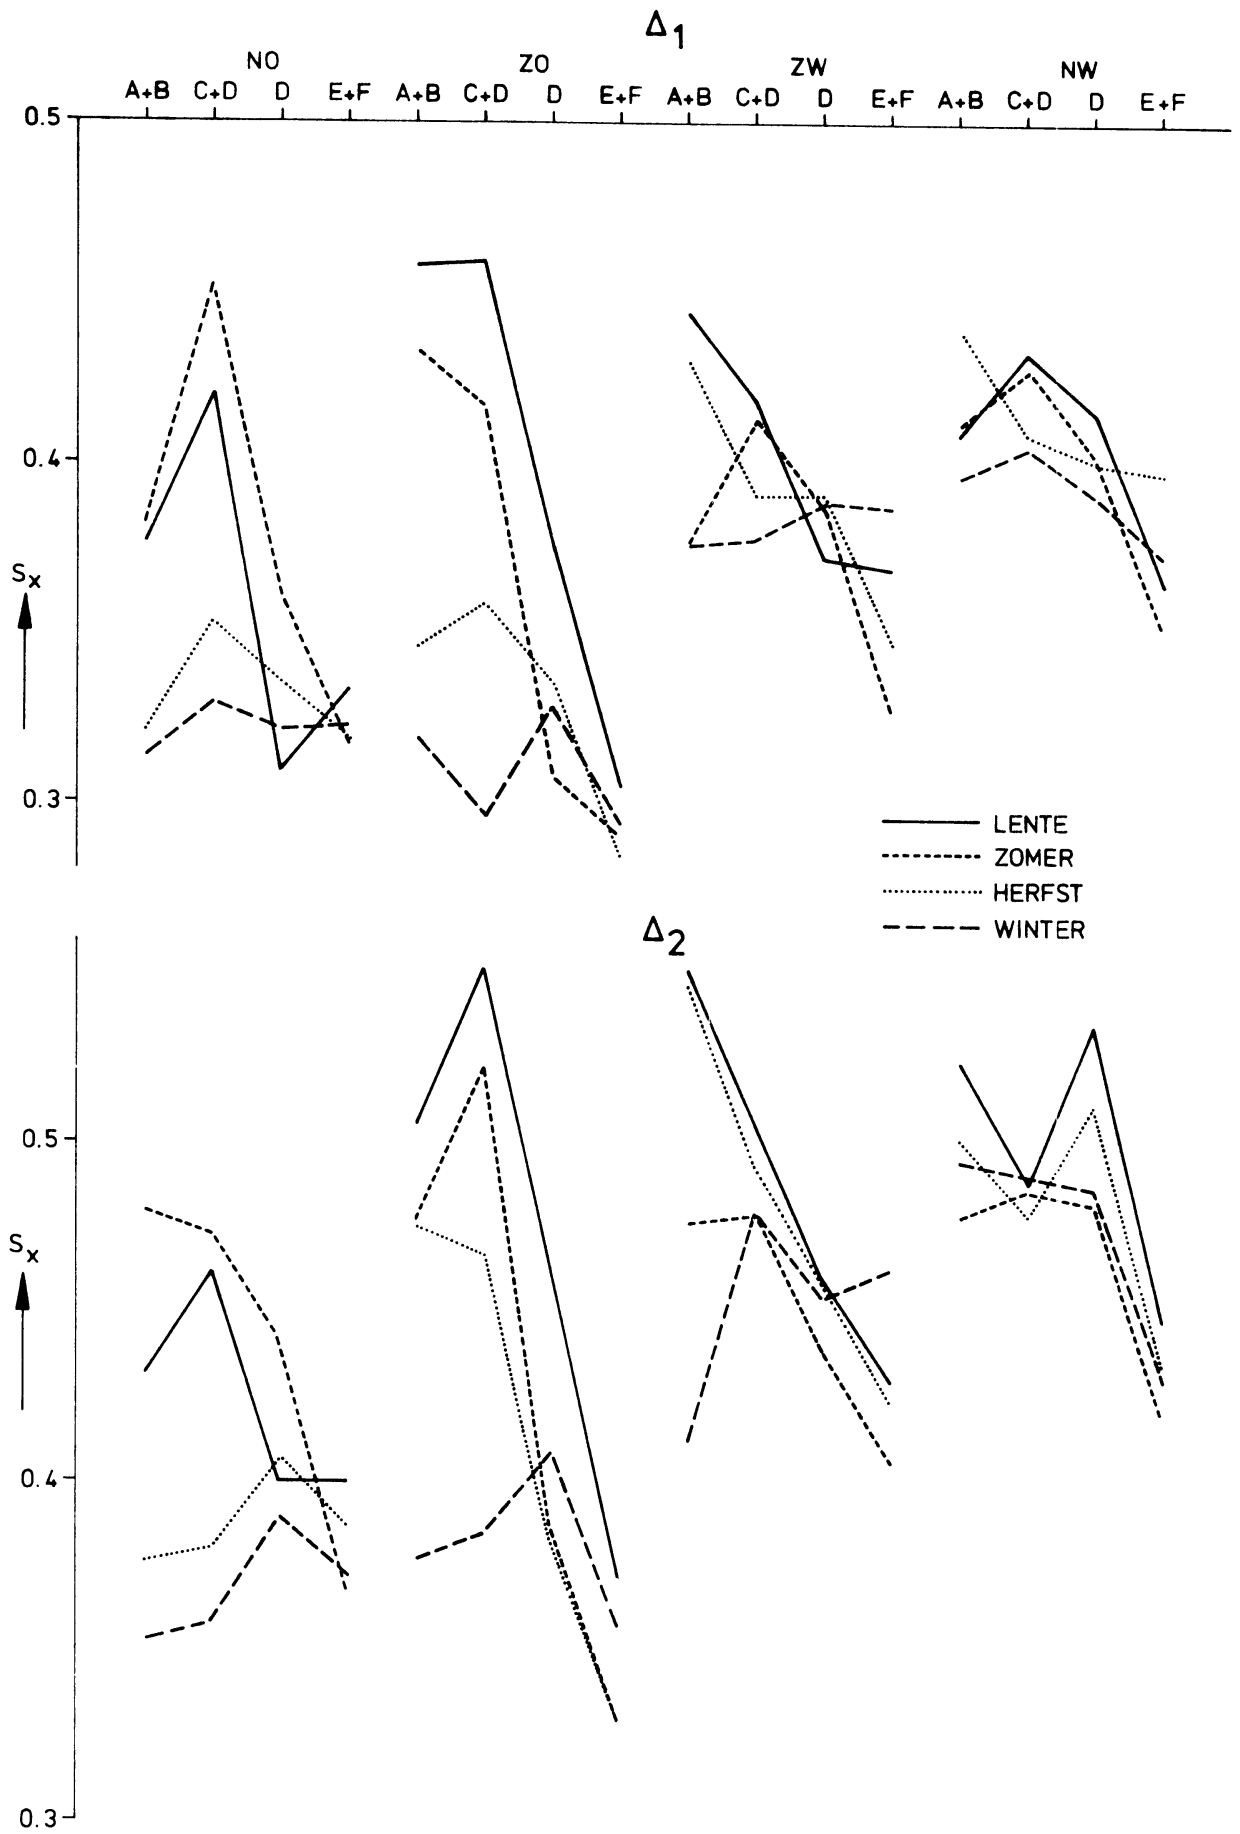 Δ1
NO ZO ZW NW
A+B C+D D E+F A+B C+D D E+F A+B C+D D E+F A+B C+D D E+F
0.5
0.4
Sx
0.3
LENTE
ZOMER
HERFST
WINTER
Δ2
0.5
Sx
0.4
0.3